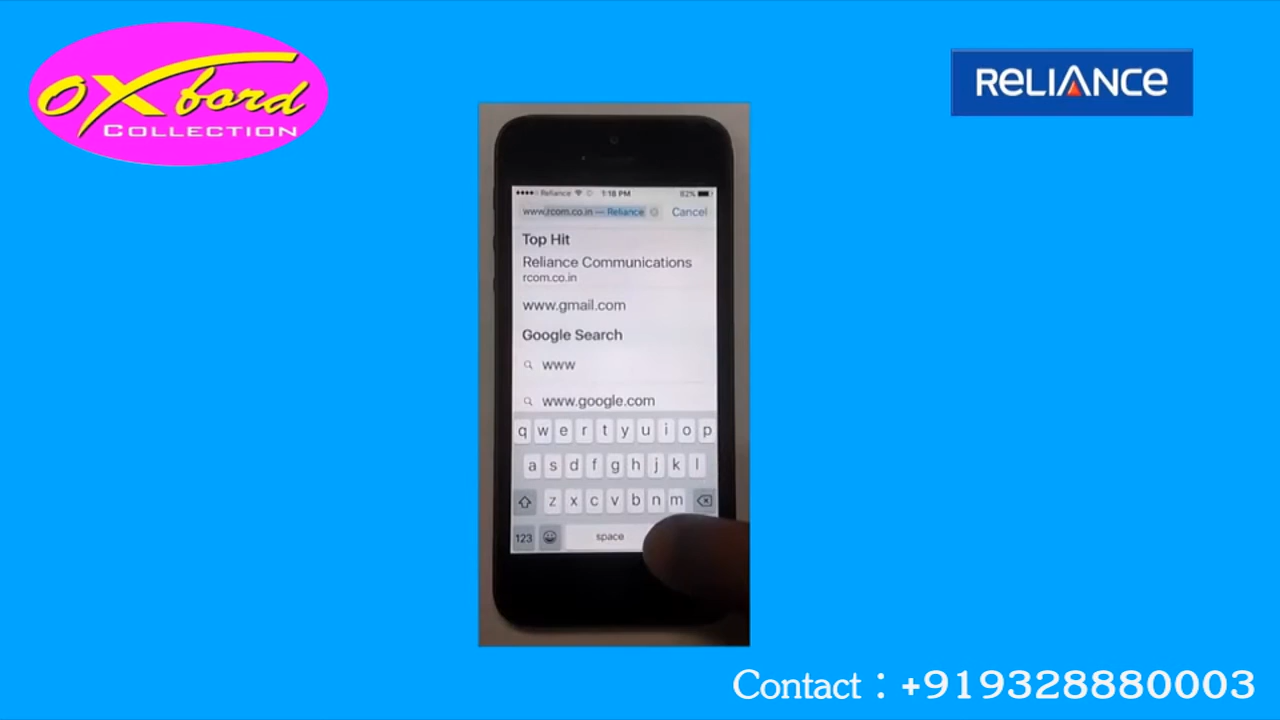 OXford
COLLECTION
RELIANCE
Reliance 1:18 PM 82%
www.rcom.co.in — Reliance Cancel
Top Hit
Reliance Communications
rcom.co.in
www.gmail.com
Google Search
www
www.google.com
q w e r t y u i o p
a s d f g h j k l
z x c v b n m
123 space
Contact : +919328880003